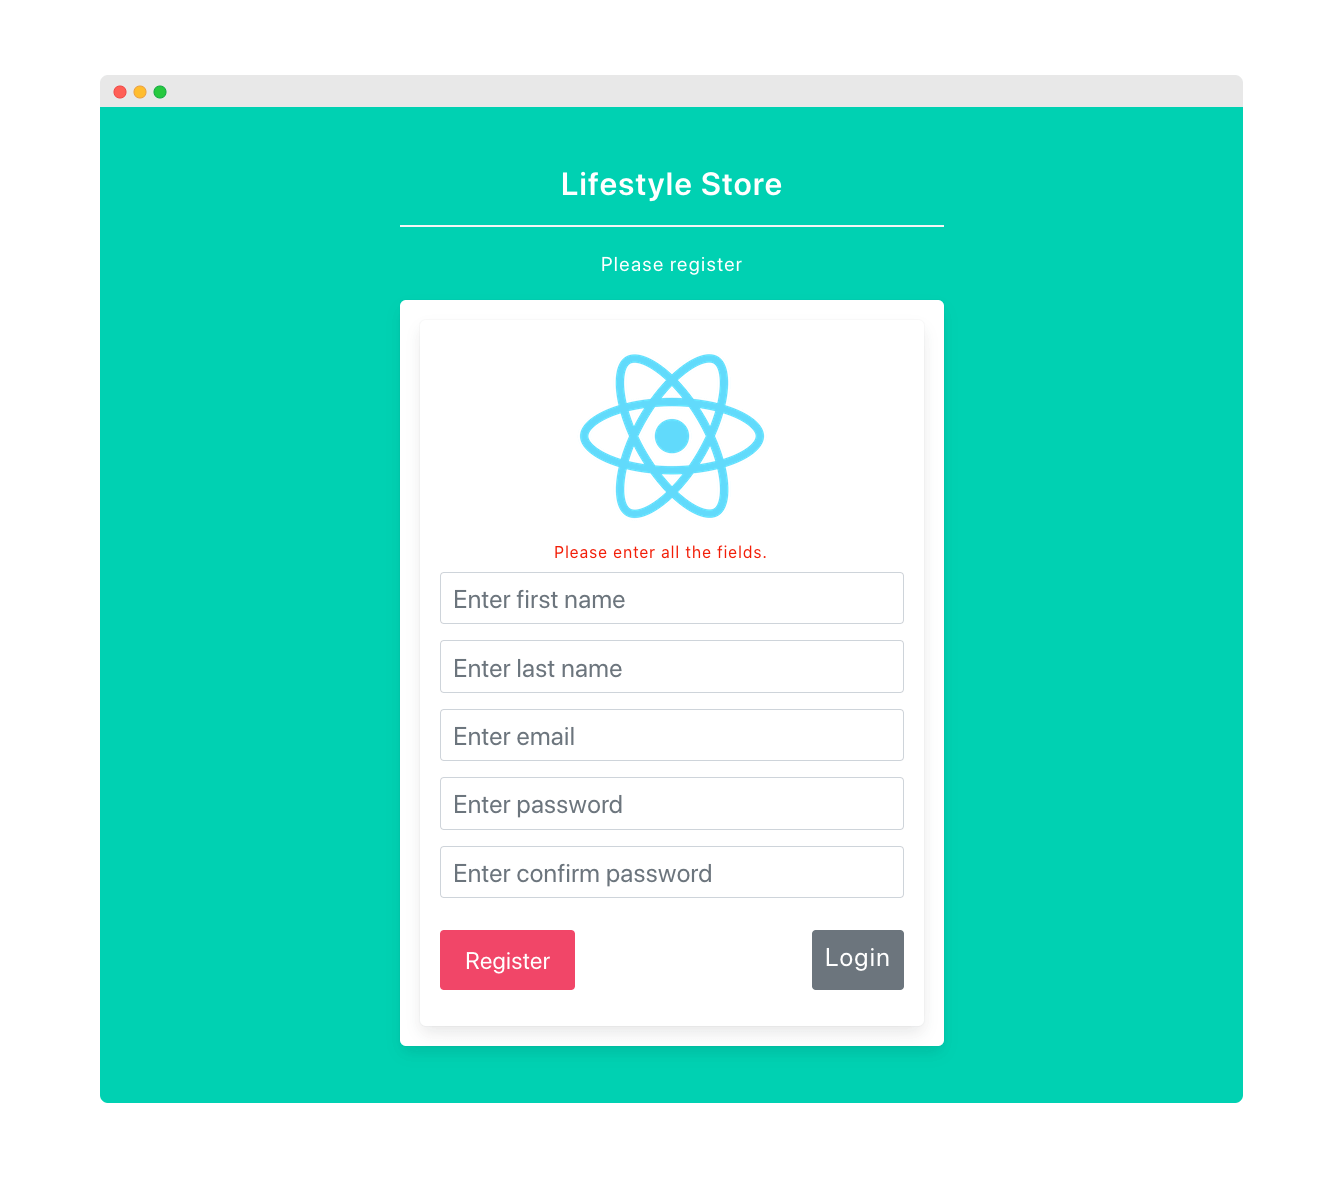 Lifestyle Store
Please register
Please enter all the fields.
Enter first name
Enter last name
Enter email
Enter password
Enter confirm password
Register
Login